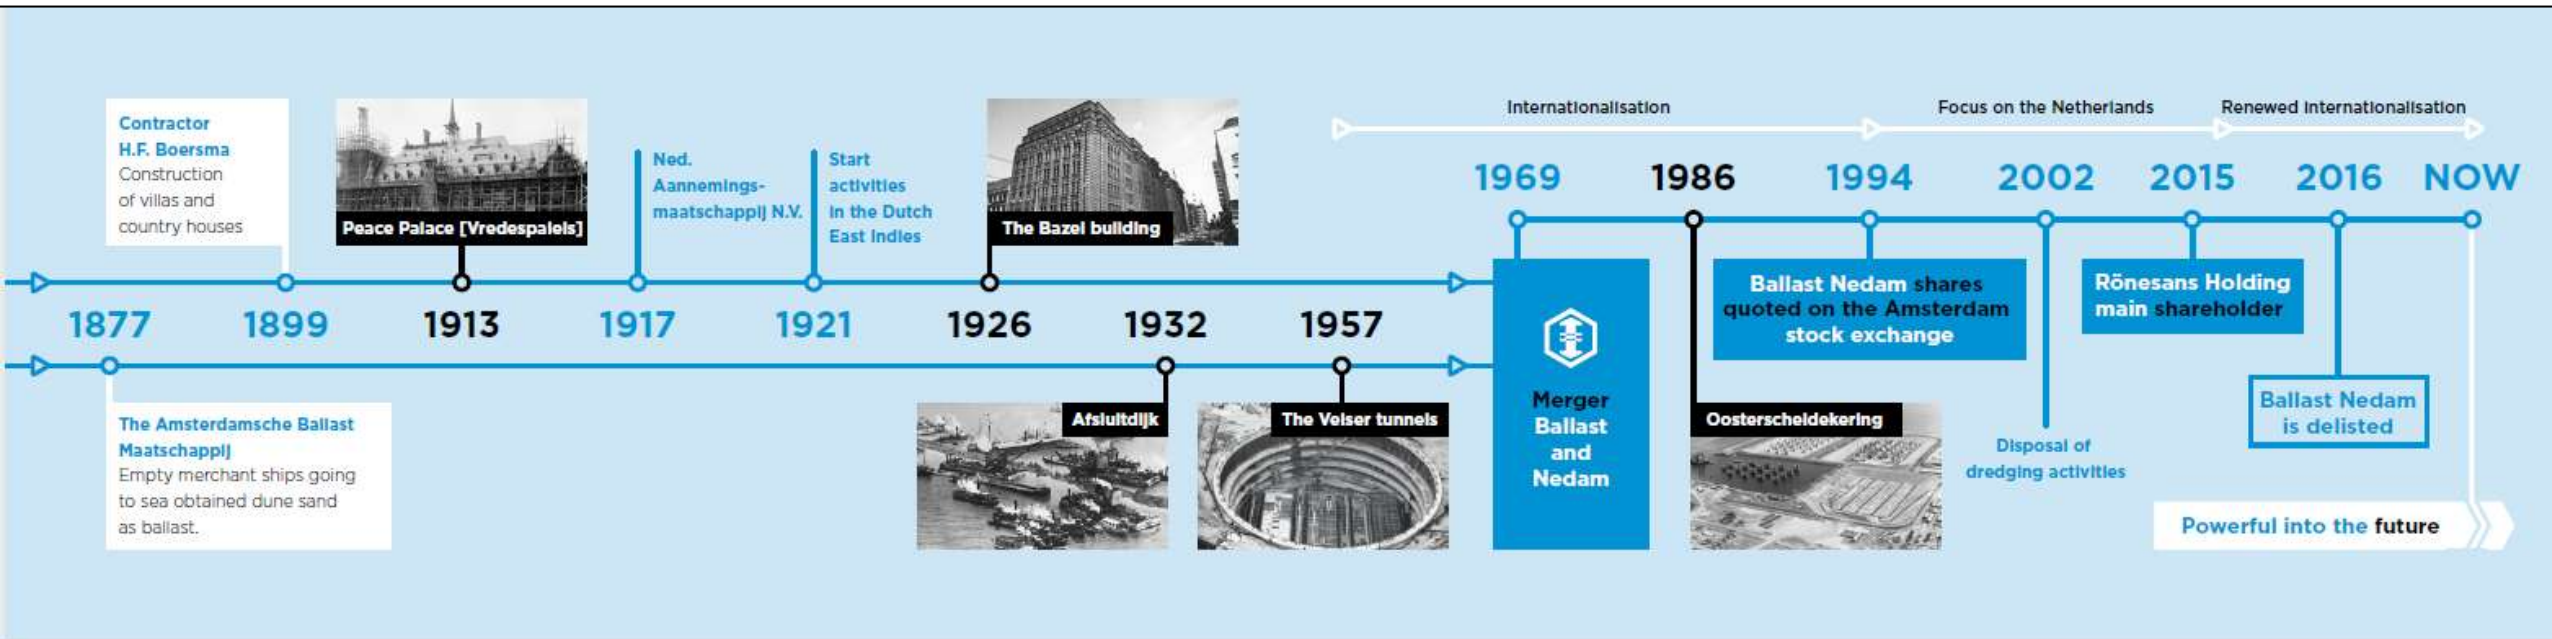 Contractor
H.F. Boersma
Construction
of villas and
country houses
Peace Palace [Vredespaleis]
Ned.
Aannemings-
maatschappij N.V.
Start
activities
in the Dutch
East Indies
The Bazel building
Internationalisation
Focus on the Netherlands
Renewed internationalisation
1969
1986
1994
2002
2015
2016
NOW
1877
1899
1913
1917
1921
1926
1932
1957
The Amsterdamsche Ballast
Maatschappij
Empty merchant ships going
to sea obtained dune sand
as ballast.
Afsluitdijk
The Velser tunnels
Merger
Ballast
and
Nedam
Oosterscheldekering
Ballast Nedam shares
quoted on the Amsterdam
stock exchange
Disposal of
dredging activities
Rönesans Holding
main shareholder
Ballast Nedam
is delisted
Powerful into the future